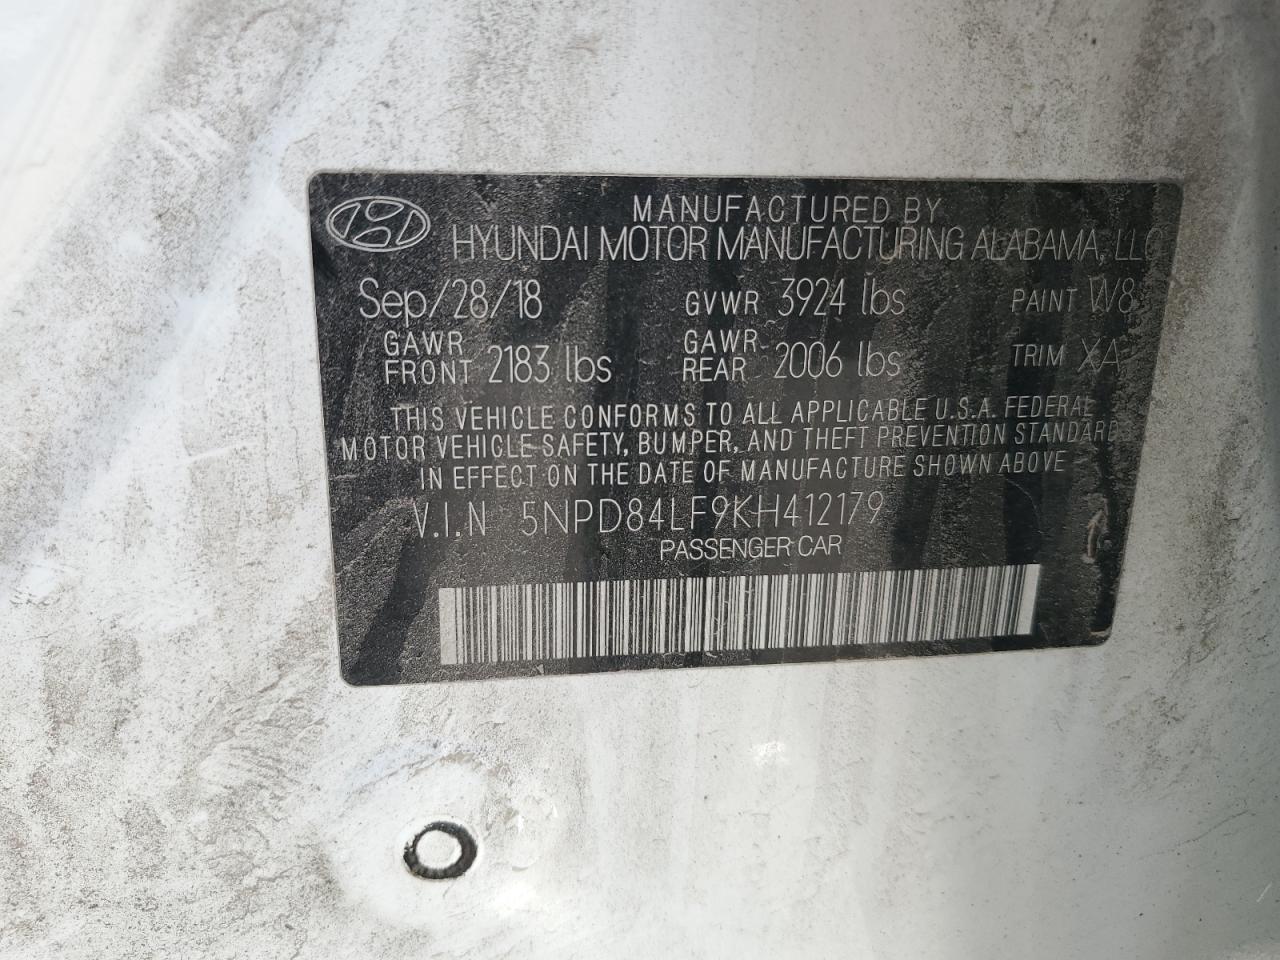 MANUFACTURED BY
HYUNDAI MOTOR MANUFACTURING ALABAMA, LLC
Sep/28/18 GVWR 3924 lbs PAINT W8
GAWR FRONT 2183 lbs GAWR REAR 2006 lbs TRIM XA
THIS VEHICLE CONFORMS TO ALL APPLICABLE U.S.A. FEDERAL
MOTOR VEHICLE SAFETY, BUMPER, AND THEFT PREVENTION STANDARDS
IN EFFECT ON THE DATE OF MANUFACTURE SHOWN ABOVE
V.I.N 5NPD84LF9KH412179
PASSENGER CAR